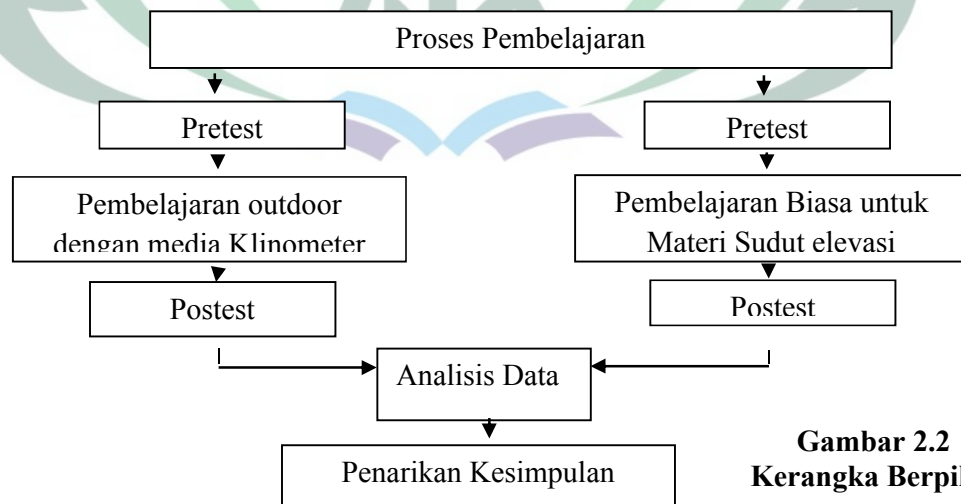 Proses Pembelajaran
Pretest
Pretest
Pembelajaran outdoor
dengan media Klinometer
Pembelajaran Biasa untuk
Materi Sudut elevasi
Postest
Postest
Analisis Data
Penarikan Kesimpulan
Gambar 2.2
Kerangka